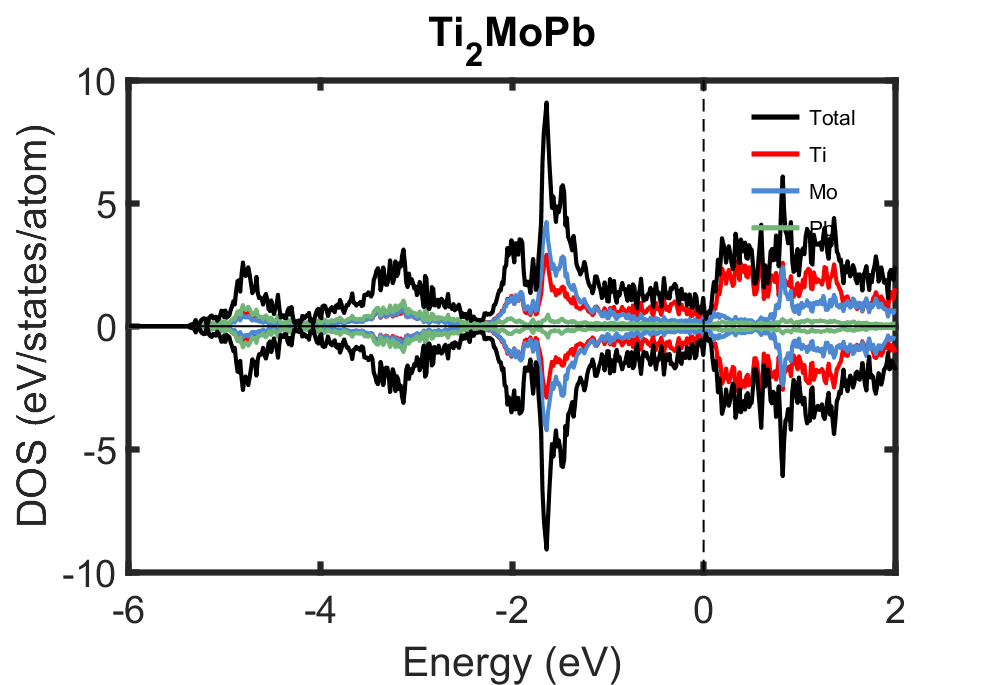 Ti2MoPb
DOS (eV/states/atom)
10
5
0
-5
-10
Total
Ti
Mo
Pb
-6
-4
-2
0
2
Energy (eV)